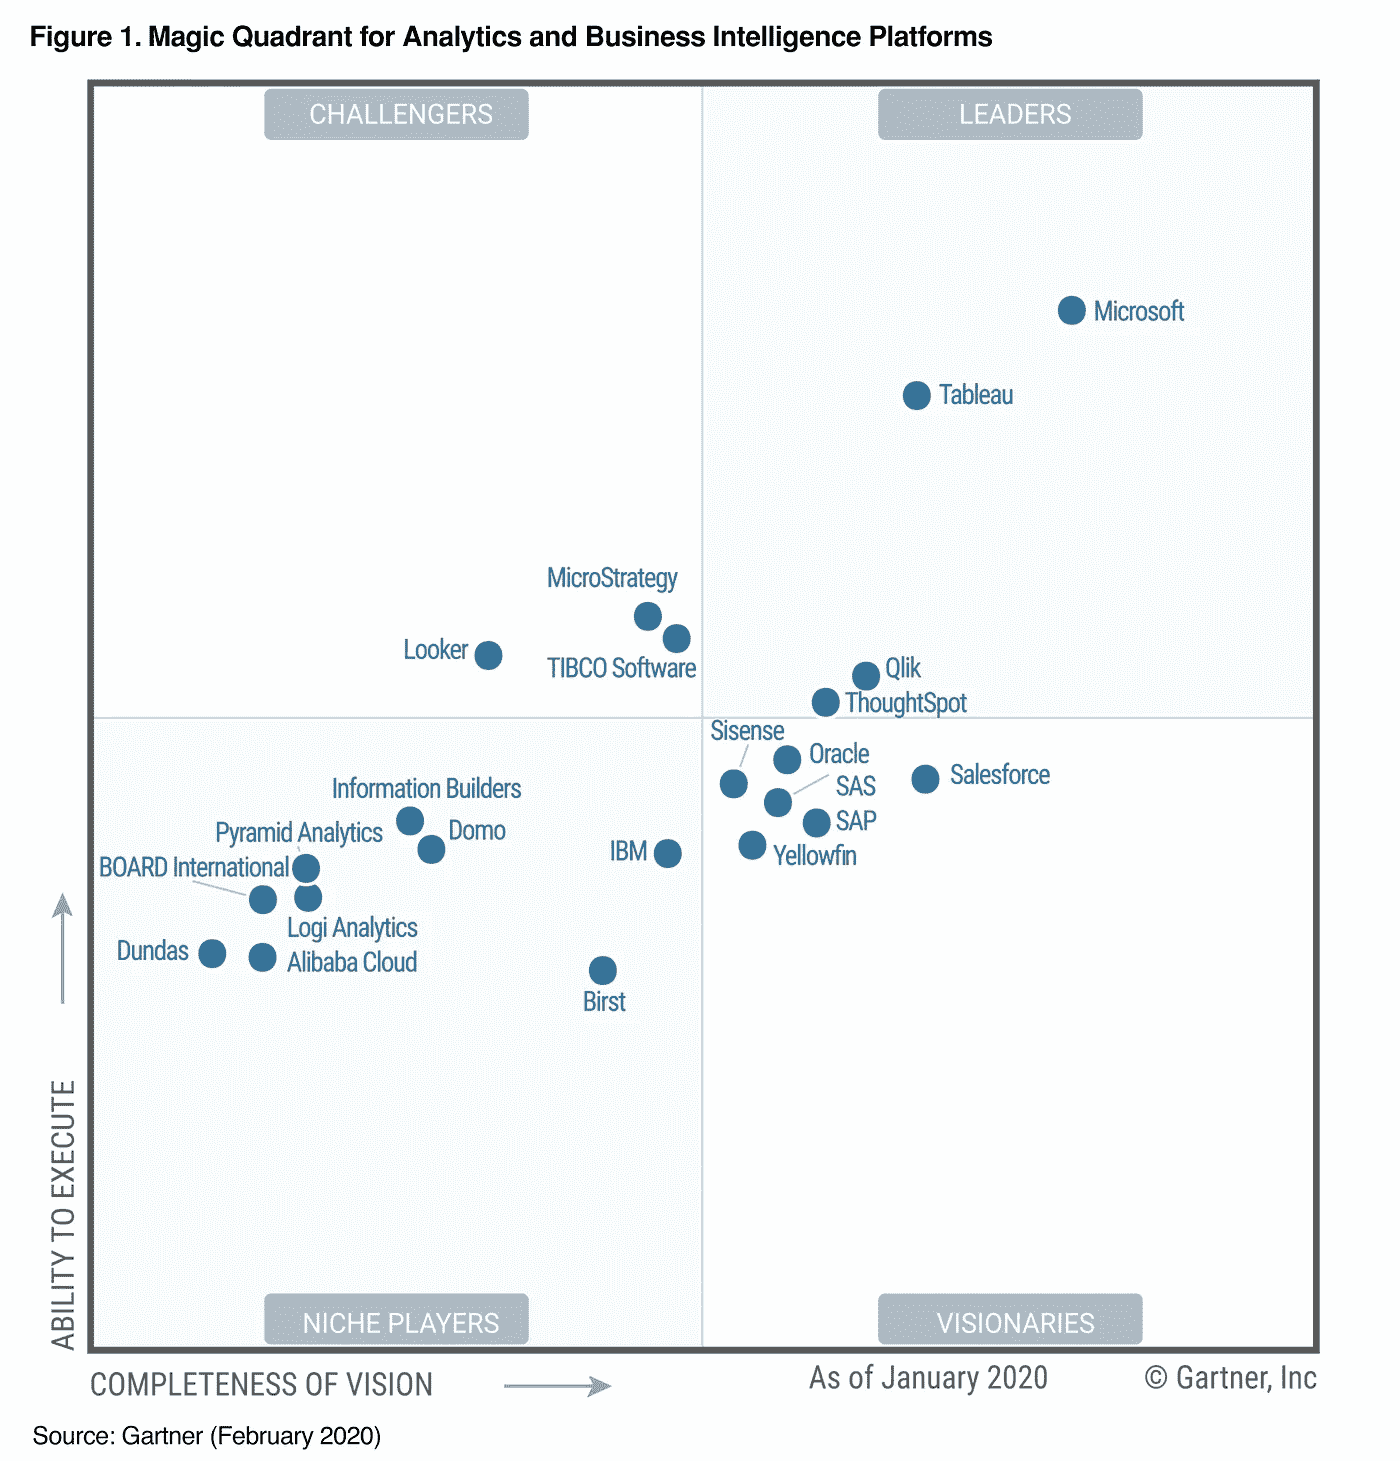 Figure 1. Magic Quadrant for Analytics and Business Intelligence Platforms
CHALLENGERS
LEADERS
Microsoft
Tableau
MicroStrategy
Looker
TIBCO Software
Qlik
ThoughtSpot
Sisense
Oracle
Salesforce
SAS
SAP
Yellowfin
Information Builders
Domo
Pyramid Analytics
IBM
BOARD International
Logi Analytics
Dundas
Alibaba Cloud
Birst
ABILITY TO EXECUTE
NICHE PLAYERS
VISIONARIES
COMPLETENESS OF VISION
As of January 2020
© Gartner, Inc
Source: Gartner (February 2020)